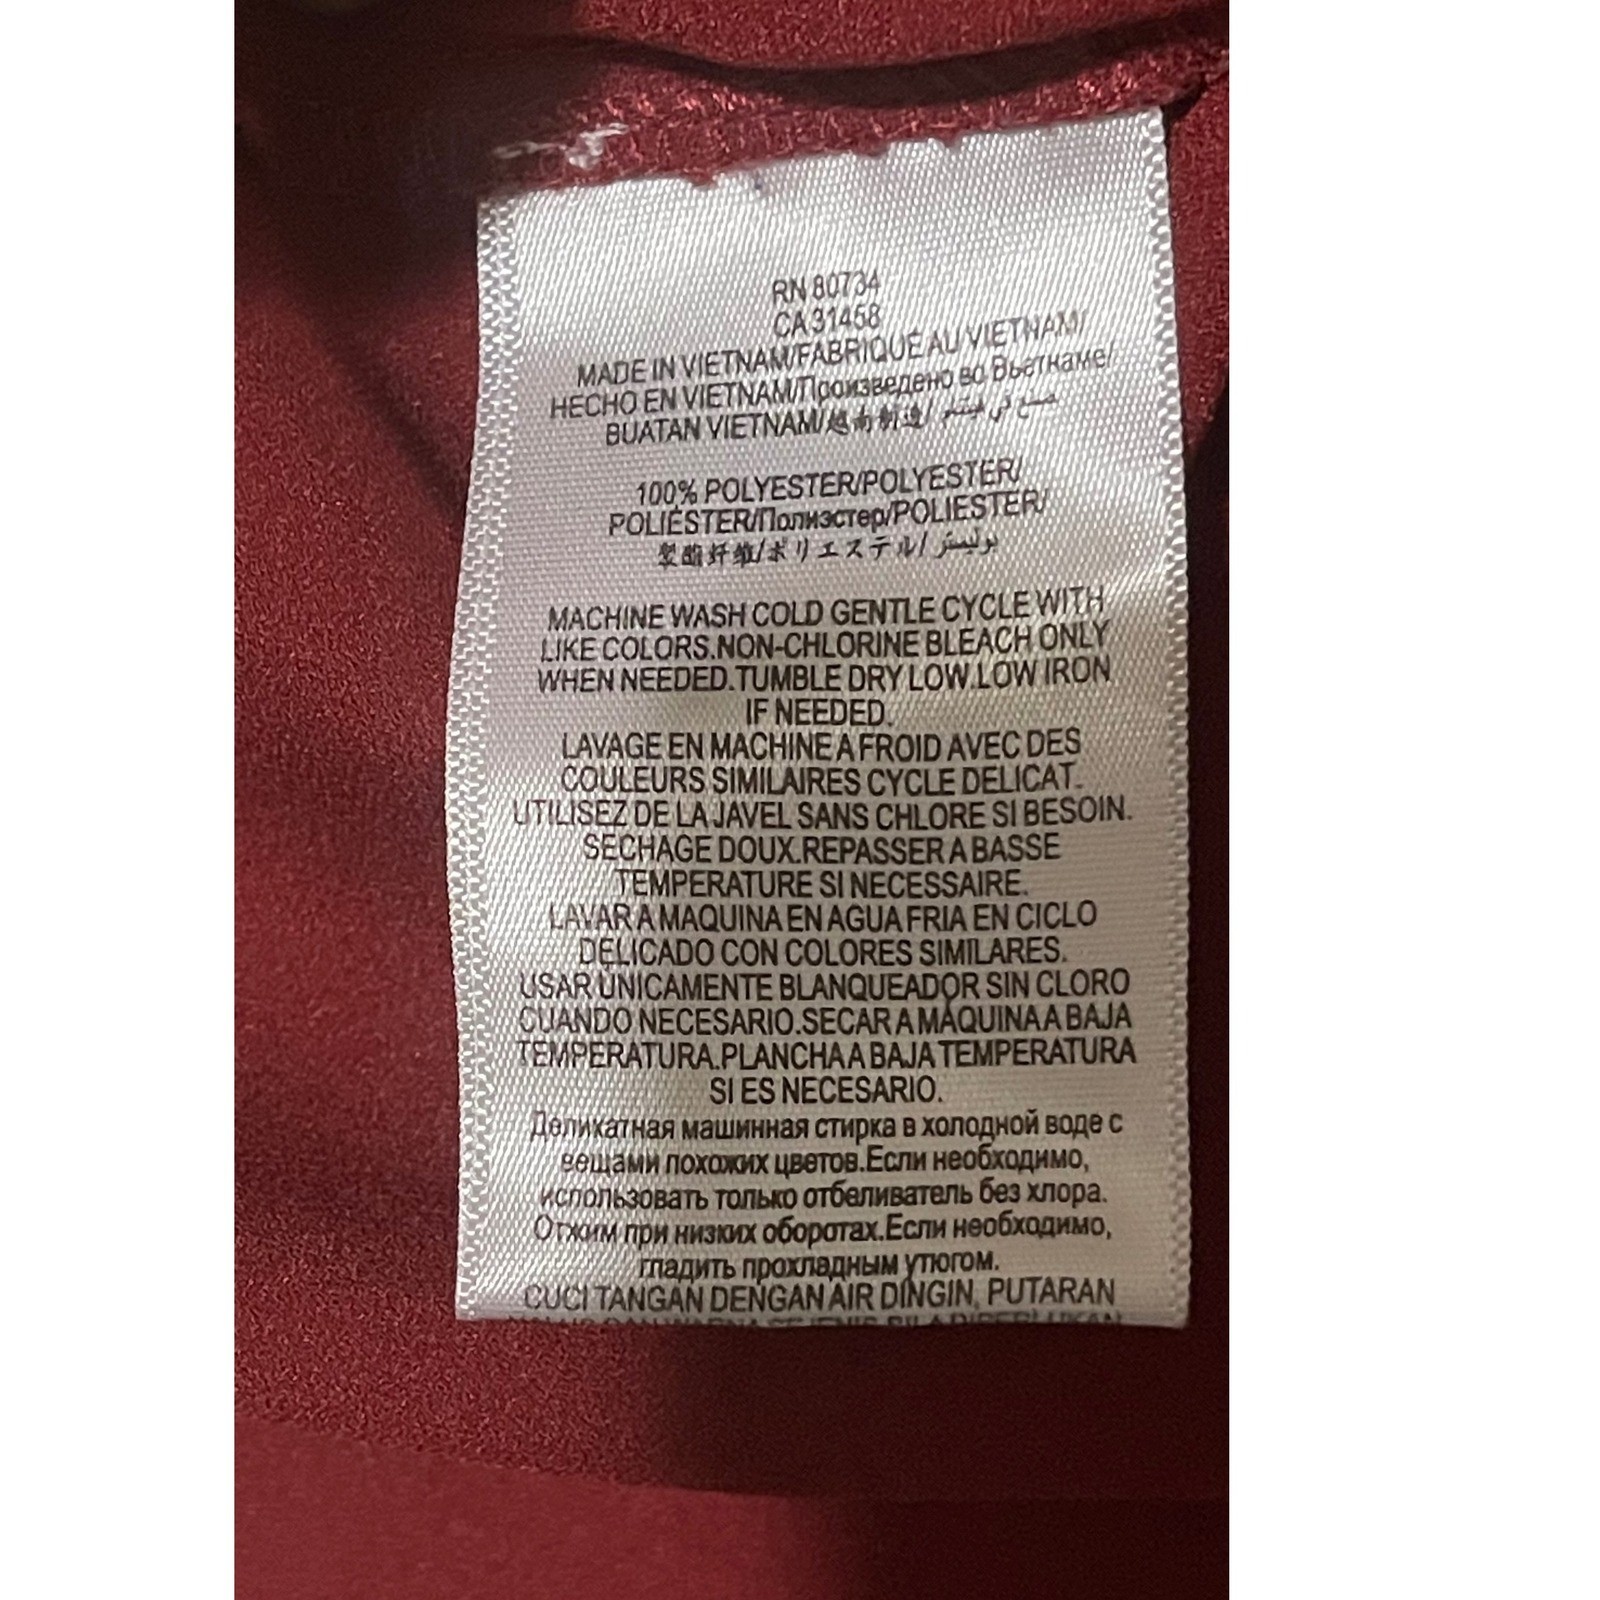 RN 80734
CA 31458
MADE IN VIETNAM/FABRIQUÉ AU VIETNAM/
HECHO EN VIETNAM/Произведено во Вьетнаме/
BUATAN VIETNAM/越南制造/ صنع في فيتنام
100% POLYESTER/POLYESTER/
POLIÉSTER/Полиэстер/POLIESTER/
聚酯纤维/ポリエステル/ بوليستر
MACHINE WASH COLD GENTLE CYCLE WITH
LIKE COLORS.NON-CHLORINE BLEACH ONLY
WHEN NEEDED.TUMBLE DRY LOW.LOW IRON
IF NEEDED.
LAVAGE EN MACHINE A FROID AVEC DES
COULEURS SIMILAIRES CYCLE DELICAT.
UTILISEZ DE LA JAVEL SANS CHLORE SI BESOIN.
SECHAGE DOUX.REPASSER A BASSE
TEMPERATURE SI NECESSAIRE.
LAVAR A MAQUINA EN AGUA FRIA EN CICLO
DELICADO CON COLORES SIMILARES.
USAR UNICAMENTE BLANQUEADOR SIN CLORO
CUANDO NECESARIO.SECAR A MAQUINA A BAJA
TEMPERATURA.PLANCHA A BAJA TEMPERATURA
SI ES NECESARIO.
Деликатная машинная стирка в холодной воде с
вещами похожих цветов.Если необходимо,
использовать только отбеливатель без хлора.
Отжим при низких оборотах.Если необходимо,
гладить прохладным утюгом.
CUCI TANGAN DENGAN AIR DINGIN, PUTARAN